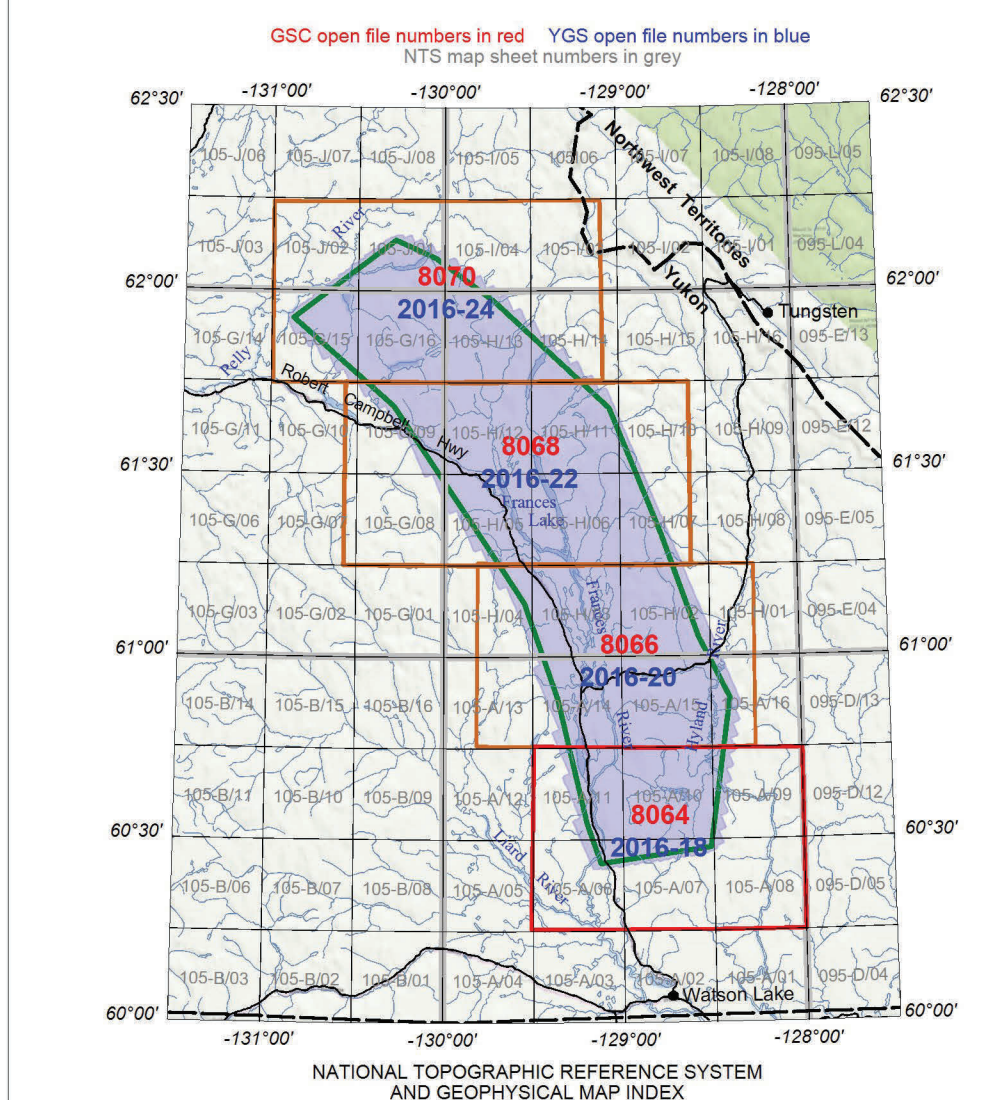 GSC open file numbers in red YGS open file numbers in blue
NTS map sheet numbers in grey
-131°00' -130°00' -129°00' -128°00'
62°30' 62°30'
105-J/06 105-J/07 105-J/08 105-I/05 105-I/06 105-I/07 105-I/08 095-L/05
Northwest Territories
River
105-J/03 105-J/02 105-J/01 105-I/04 105-I/03 105-I/02 105-I/01 095-L/04
Yukon
62°00' 8070 62°00'
2016-24
Tungsten
105-G/14 105-G/15 105-G/16 105-H/13 105-H/14 105-H/15 105-H/16 095-E/13
Pelly
Robert Campbell Hwy
105-G/11 105-G/10 105-G/09 105-H/12 105-H/11 105-H/10 105-H/09 095-E/12
8068
61°30' 2016-22 61°30'
Frances
Lake
105-G/06 105-G/07 105-G/08 105-H/05 105-H/06 105-H/07 105-H/08 095-E/05
105-G/03 105-G/02 105-G/01 105-H/04 105-H/03 105-H/02 105-H/01 095-E/04
Frances
River
61°00' 8066 61°00'
2016-20
105-B/14 105-B/15 105-B/16 105-A/13 105-A/14 105-A/15 105-A/16 095-D/13
River
Hyland
105-B/11 105-B/10 105-B/09 105-A/12 105-A/11 105-A/10 105-A/09 095-D/12
8064
60°30' 2016-18 60°30'
Liard River
105-B/06 105-B/07 105-B/08 105-A/05 105-A/06 105-A/07 105-A/08 095-D/05
105-B/03 105-B/02 105-B/01 105-A/04 105-A/03 105-A/02 105-A/01 095-D/04
Watson Lake
60°00' 60°00'
-131°00' -130°00' -129°00' -128°00'
NATIONAL TOPOGRAPHIC REFERENCE SYSTEM
AND GEOPHYSICAL MAP INDEX